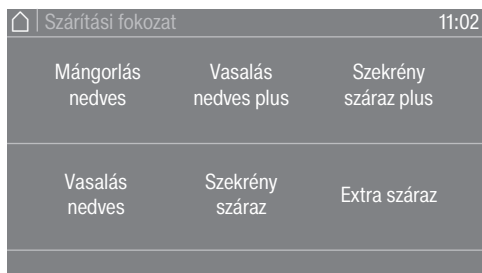 Szárítási fokozat 11:02
Mángorlás nedves
Vasalás nedves plus
Szekrény száraz plus
Vasalás nedves
Szekrény száraz
Extra száraz